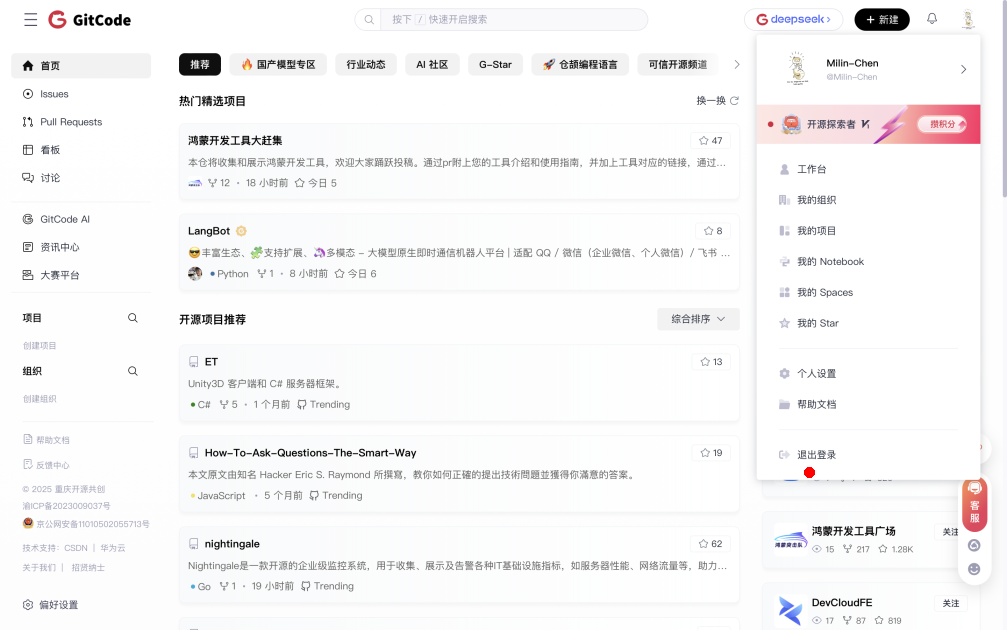 GitCode
按下 / 快速开启搜索
deepseek
新建
首页
Issues
Pull Requests
看板
讨论
GitCode AI
资讯中心
大赛平台
项目
创建项目
组织
创建组织
帮助文档
反馈中心
© 2025 重庆开源共创
渝ICP备2023009037号
京公网安备11010502055713号
技术支持：CSDN | 华为云
关于我们 | 招贤纳士
偏好设置
推荐
国产模型专区
行业动态
AI 社区
G-Star
仓颉编程语言
可信开源频道
热门精选项目
换一换
鸿蒙开发工具大赶集
47
本仓将收集和展示鸿蒙开发工具，欢迎大家踊跃投稿。通过pr附上您的工具介绍和使用指南，并加上工具对应的链接，通过…
12 · 18 小时前 今日 5
LangBot
8
丰富生态、支持扩展、多模态 - 大模型原生即时通信机器人平台 | 适配 QQ / 微信（企业微信、个人微信）/ 飞书 …
Python 1 · 8 小时前 今日 6
开源项目推荐
综合排序
ET
13
Unity3D 客户端和 C# 服务器框架。
C# 5 · 1 个月前 Trending
How-To-Ask-Questions-The-Smart-Way
19
本文原文由知名 Hacker Eric S. Raymond 所撰寫，教你如何正確的提出技術問題並獲得你滿意的答案。
JavaScript · 5 个月前 Trending
nightingale
62
Nightingale是一款开源的企业级监控系统，用于收集、展示及告警各种IT基础设施指标，如服务器性能、网络流量等，助力…
Go 1 · 19 小时前 Trending
Milin-Chen
@Milin-Chen
开源探索者
攒积分
工作台
我的组织
我的项目
我的 Notebook
我的 Spaces
我的 Star
个人设置
帮助文档
退出登录
客服
鸿蒙突击队
鸿蒙开发工具广场
关注
15 217 1.28K
DevCloudFE
关注
17 87 819